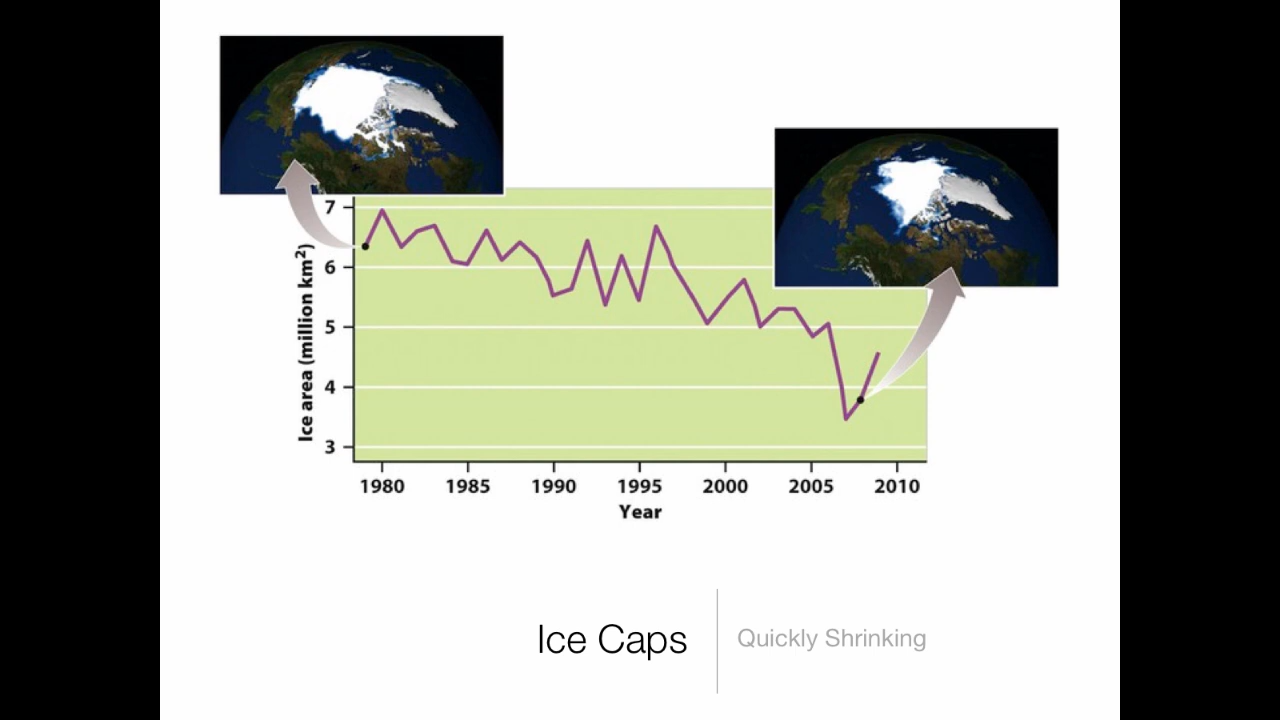 7
6
5
4
3
Ice area (million km²)
1980 1985 1990 1995 2000 2005 2010
Year
Ice Caps
Quickly Shrinking